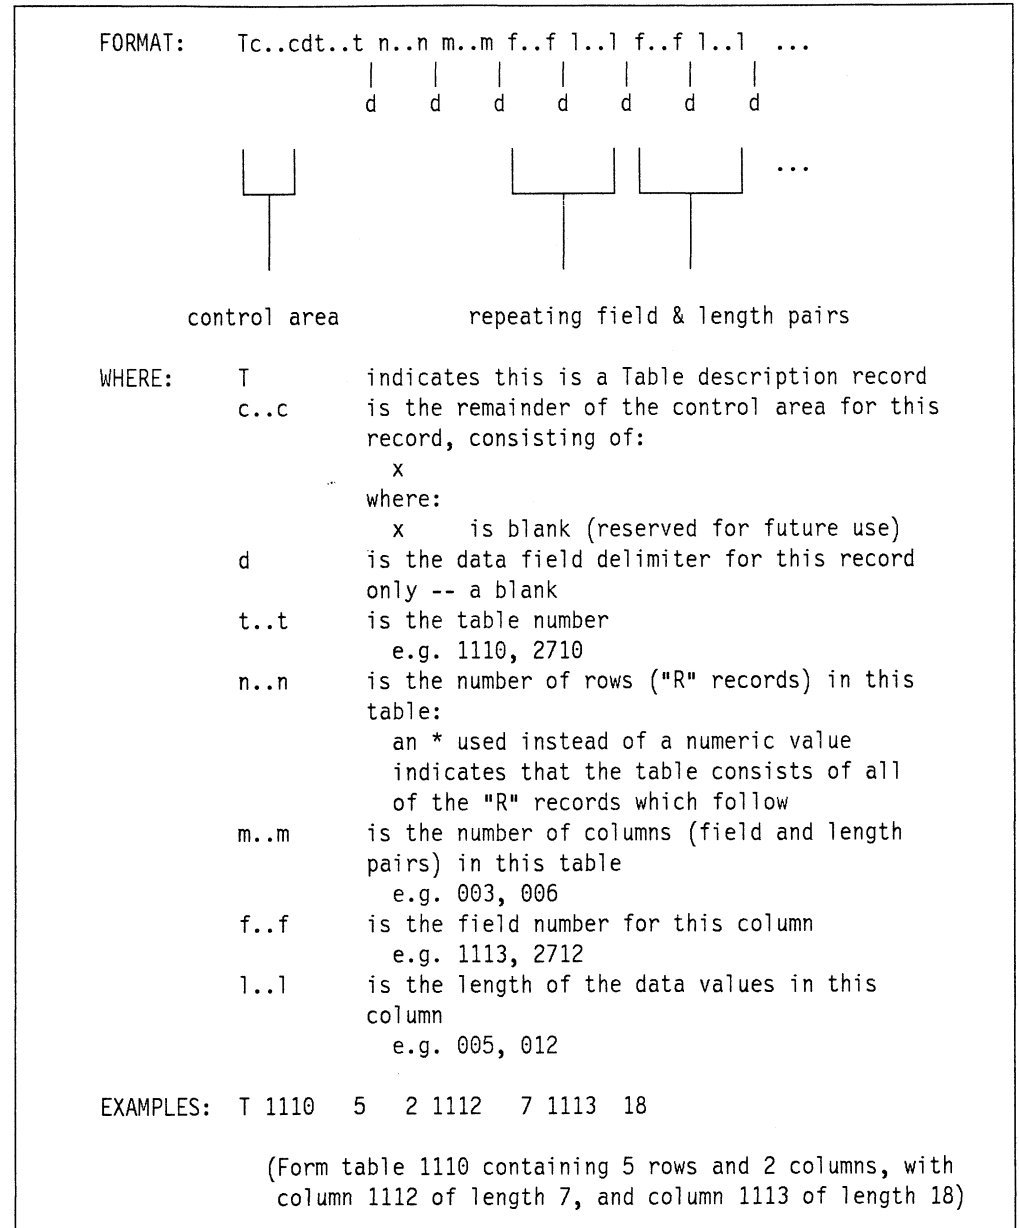 FORMAT: Tc..cdt..t n..n m..m f..f l..l f..f l..l ...
d d d d d d d
...
control area repeating field & length pairs
WHERE: T indicates this is a Table description record
c..c is the remainder of the control area for this
record, consisting of:
x
where:
x is blank (reserved for future use)
d is the data field delimiter for this record
only -- a blank
t..t is the table number
e.g. 1110, 2710
n..n is the number of rows ("R" records) in this
table:
an * used instead of a numeric value
indicates that the table consists of all
of the "R" records which follow
m..m is the number of columns (field and length
pairs) in this table
e.g. 003, 006
f..f is the field number for this column
e.g. 1113, 2712
l..l is the length of the data values in this
column
e.g. 005, 012
EXAMPLES: T 1110 5 2 1112 7 1113 18
(Form table 1110 containing 5 rows and 2 columns, with
column 1112 of length 7, and column 1113 of length 18)